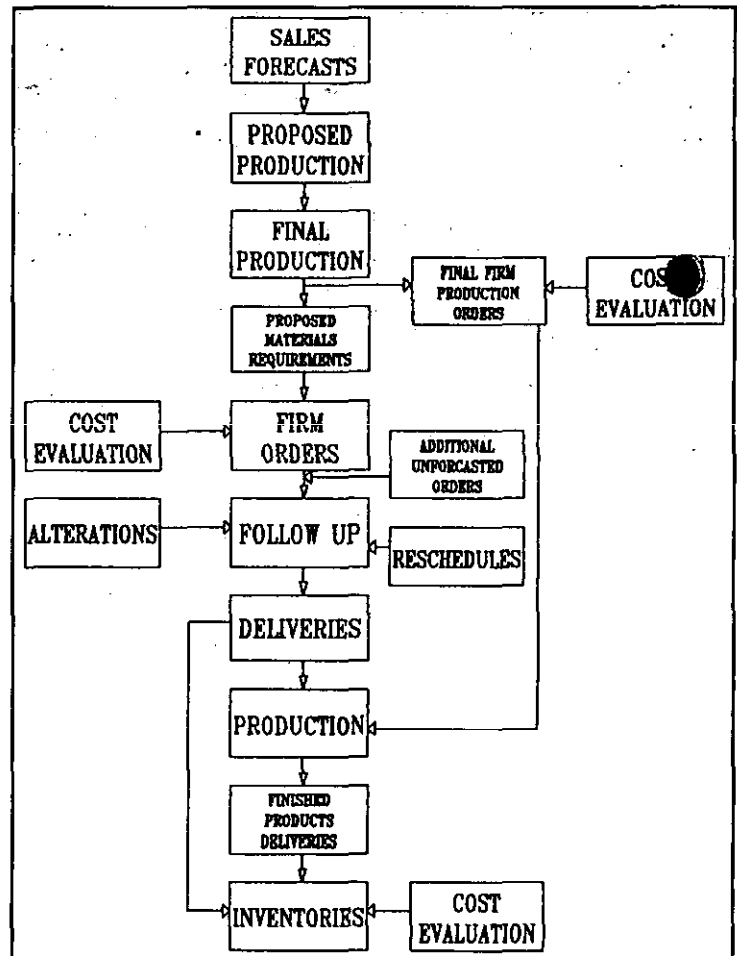 SALES
FORECASTS
PROPOSED
PRODUCTION
FINAL
PRODUCTION
FINAL FIRM
PRODUCTION
ORDERS
EVALUATION
PROPOSED
MATERIALS
REQUIREMENTS
COST
EVALUATION
FIRM
ORDERS
ADDITIONAL
UNFORCASTED
ORDERS
ALTERATIONS
FOLLOW UP
RESCHEDULES
DELIVERIES
PRODUCTION
FINISHED
PRODUCTS
DELIVERIES
INVENTORIES
COST
EVALUATION